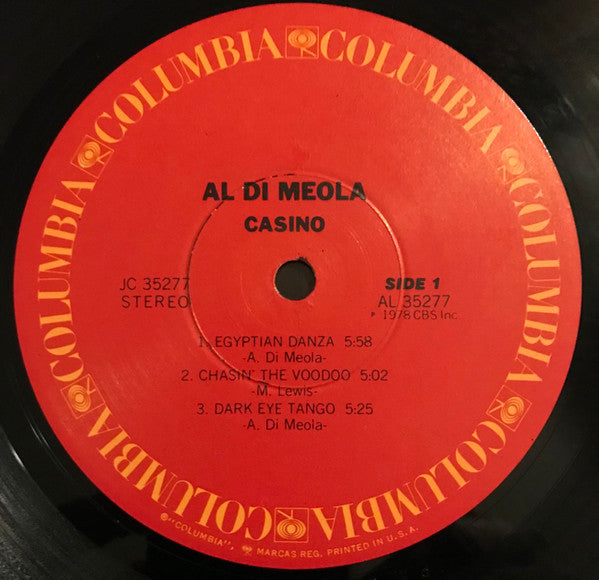 COLUMBIA COLUMBIA COLUMBIA COLUMBIA COLUMBIA COLUMBIA
AL DI MEOLA
CASINO
JC 35277
STEREO
SIDE 1
AL 35277
℗ 1978 CBS Inc.
1. EGYPTIAN DANZA 5:58
-A. Di Meola-
2. CHASIN' THE VOODOO 5:02
-M. Lewis-
3. DARK EYE TANGO 5:25
-A. Di Meola-
®"COLUMBIA", MARCAS REG. PRINTED IN U.S.A.